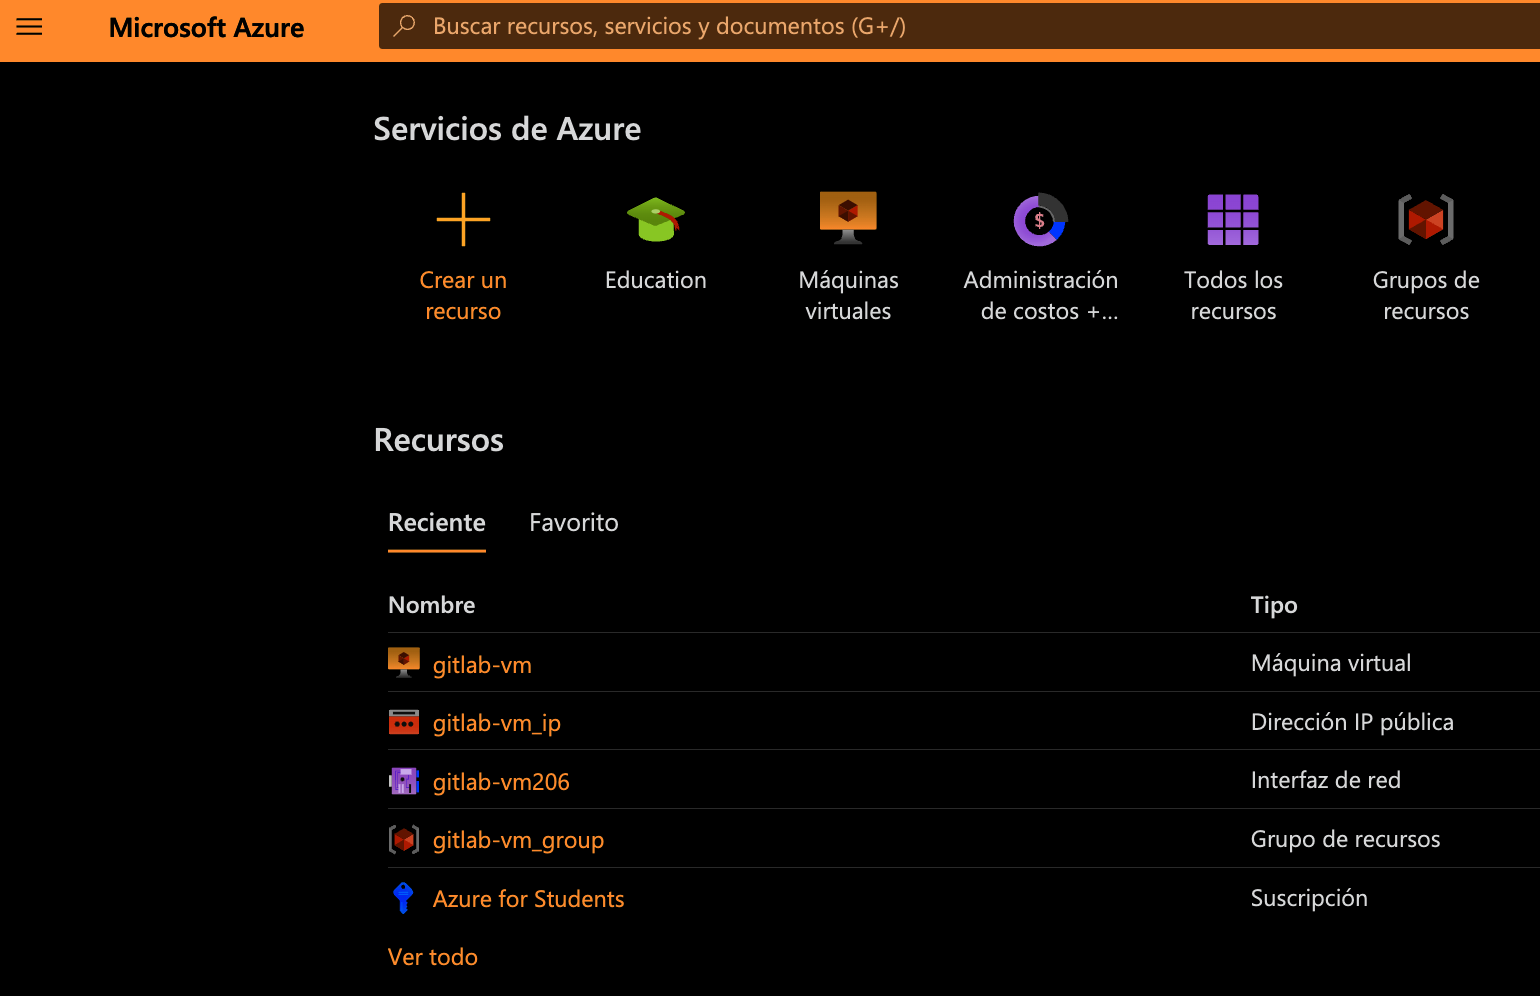 Microsoft Azure
Buscar recursos, servicios y documentos (G+/)
Servicios de Azure
Crear un
recurso
Education
Máquinas
virtuales
Administración
de costos +...
Todos los
recursos
Grupos de
recursos
Recursos
Reciente Favorito
Nombre Tipo
gitlab-vm Máquina virtual
gitlab-vm_ip Dirección IP pública
gitlab-vm206 Interfaz de red
gitlab-vm_group Grupo de recursos
Azure for Students Suscripción
Ver todo